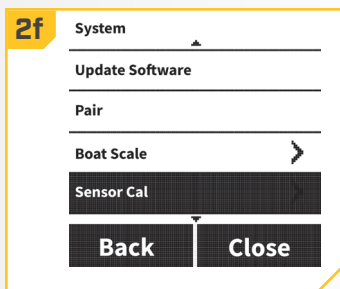 2f
System
Update Software
Pair
Boat Scale
Sensor Cal
Back Close